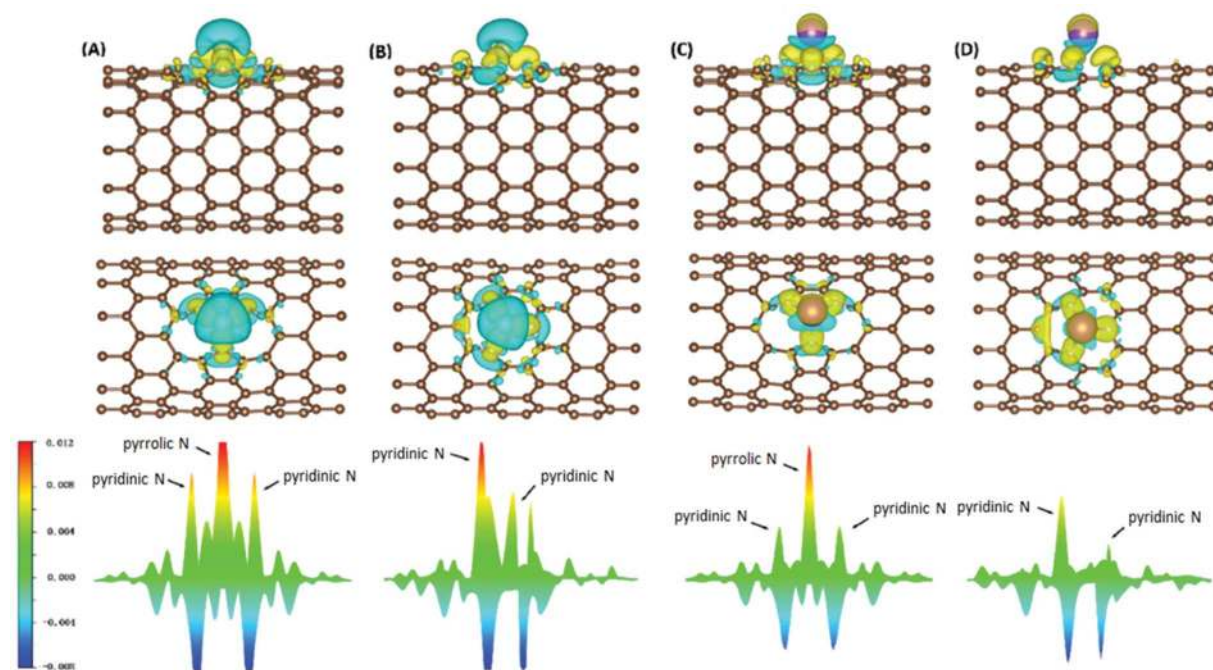 (A)
(B)
(C)
(D)
0.012
0.008
0.004
0.000
-0.004
-0.008
pyrrolic N
pyridinic N
pyridinic N
pyridinic N
pyridinic N
pyrrolic N
pyridinic N
pyridinic N
pyridinic N
pyridinic N